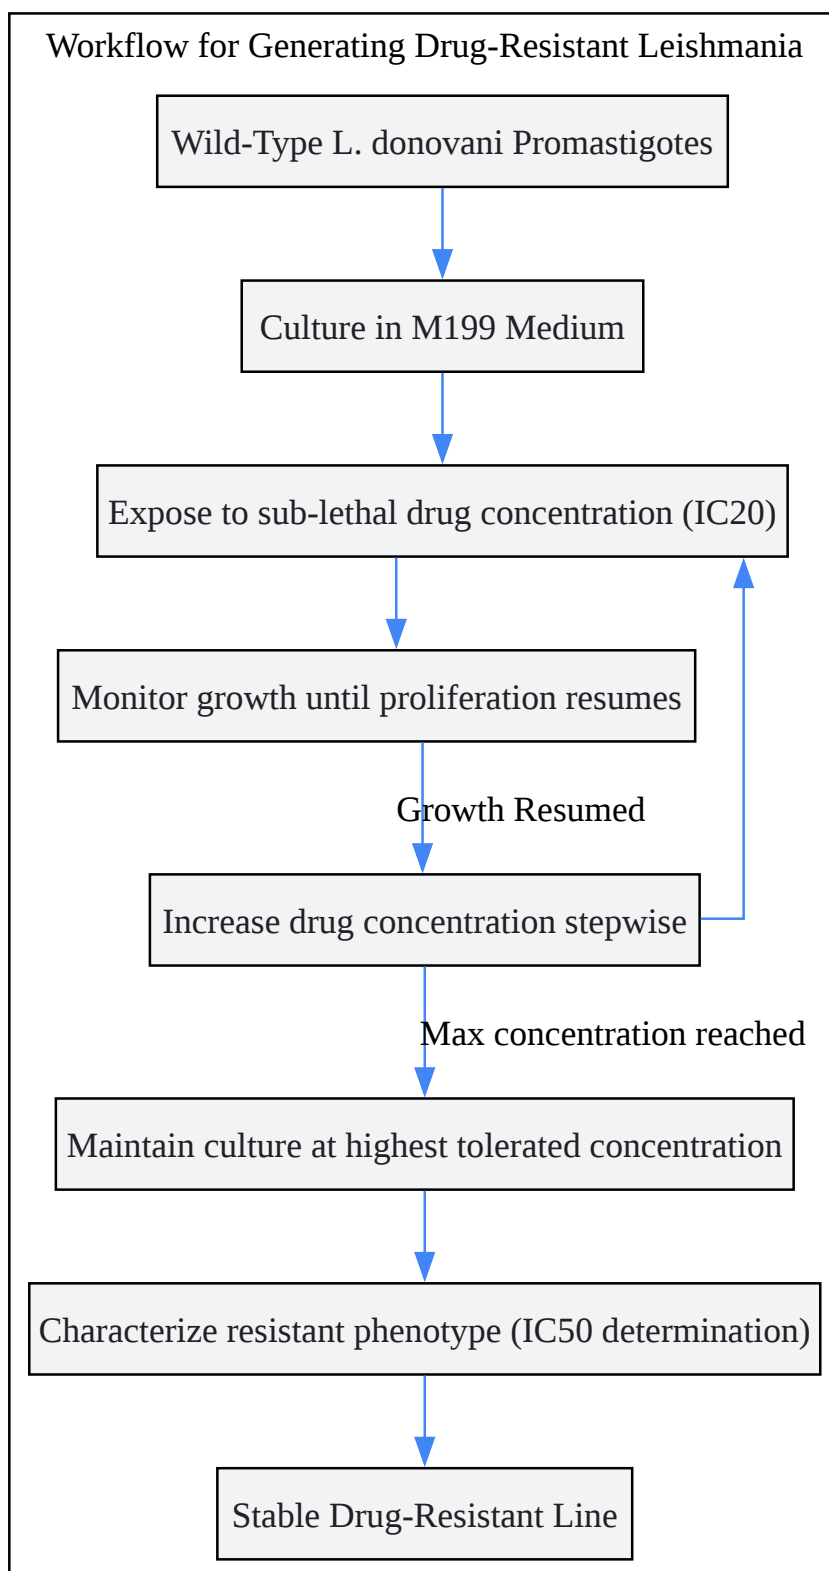 Workflow for Generating Drug-Resistant Leishmania
Wild-Type L. donovani Promastigotes
Culture in M199 Medium
Expose to sub-lethal drug concentration (IC20)
Monitor growth until proliferation resumes
Growth Resumed
Increase drug concentration stepwise
Max concentration reached
Maintain culture at highest tolerated concentration
Characterize resistant phenotype (IC50 determination)
Stable Drug-Resistant Line